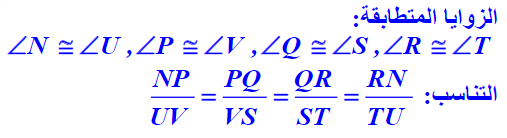 الزوايا المتطابقة:
∠N ≅ ∠U ,∠P ≅ ∠V ,∠Q ≅ ∠S ,∠R ≅ ∠T
التناسب: NP/UV = PQ/VS = QR/ST = RN/TU